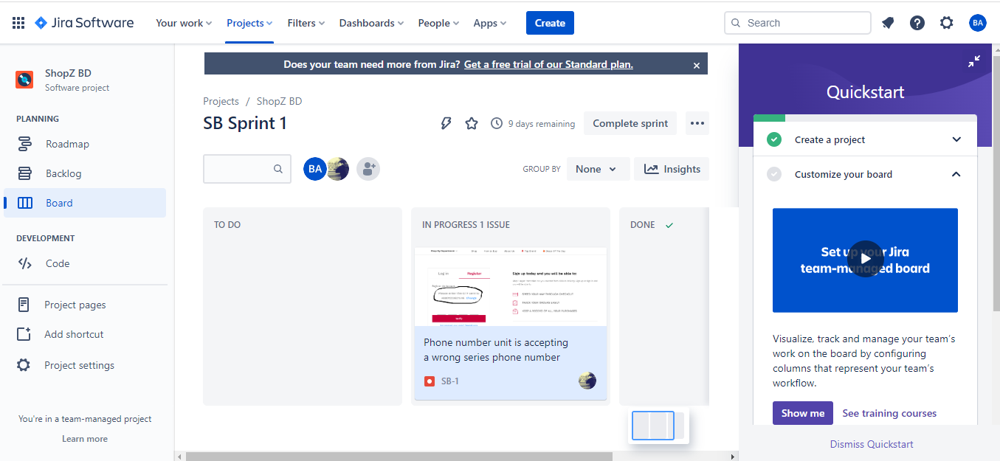 Jira Software
Your work
Projects
Filters
Dashboards
People
Apps
Create
Search
BA
ShopZ BD
Software project
PLANNING
Roadmap
Backlog
Board
DEVELOPMENT
Code
Project pages
Add shortcut
Project settings
You're in a team-managed project
Learn more
Does your team need more from Jira? Get a free trial of our Standard plan.
Projects / ShopZ BD
SB Sprint 1
9 days remaining
Complete sprint
BA
GROUP BY
None
Insights
TO DO
IN PROGRESS 1 ISSUE
Log in
Register
Sign up today and you will be able to:
Verify
Phone number unit is accepting
a wrong series phone number
SB-1
DONE
Quickstart
Create a project
Customize your board
Set up your Jira
team-managed board
Visualize, track and manage your team's
work on the board by configuring
columns that represent your team's
workflow.
Show me
See training courses
Dismiss Quickstart